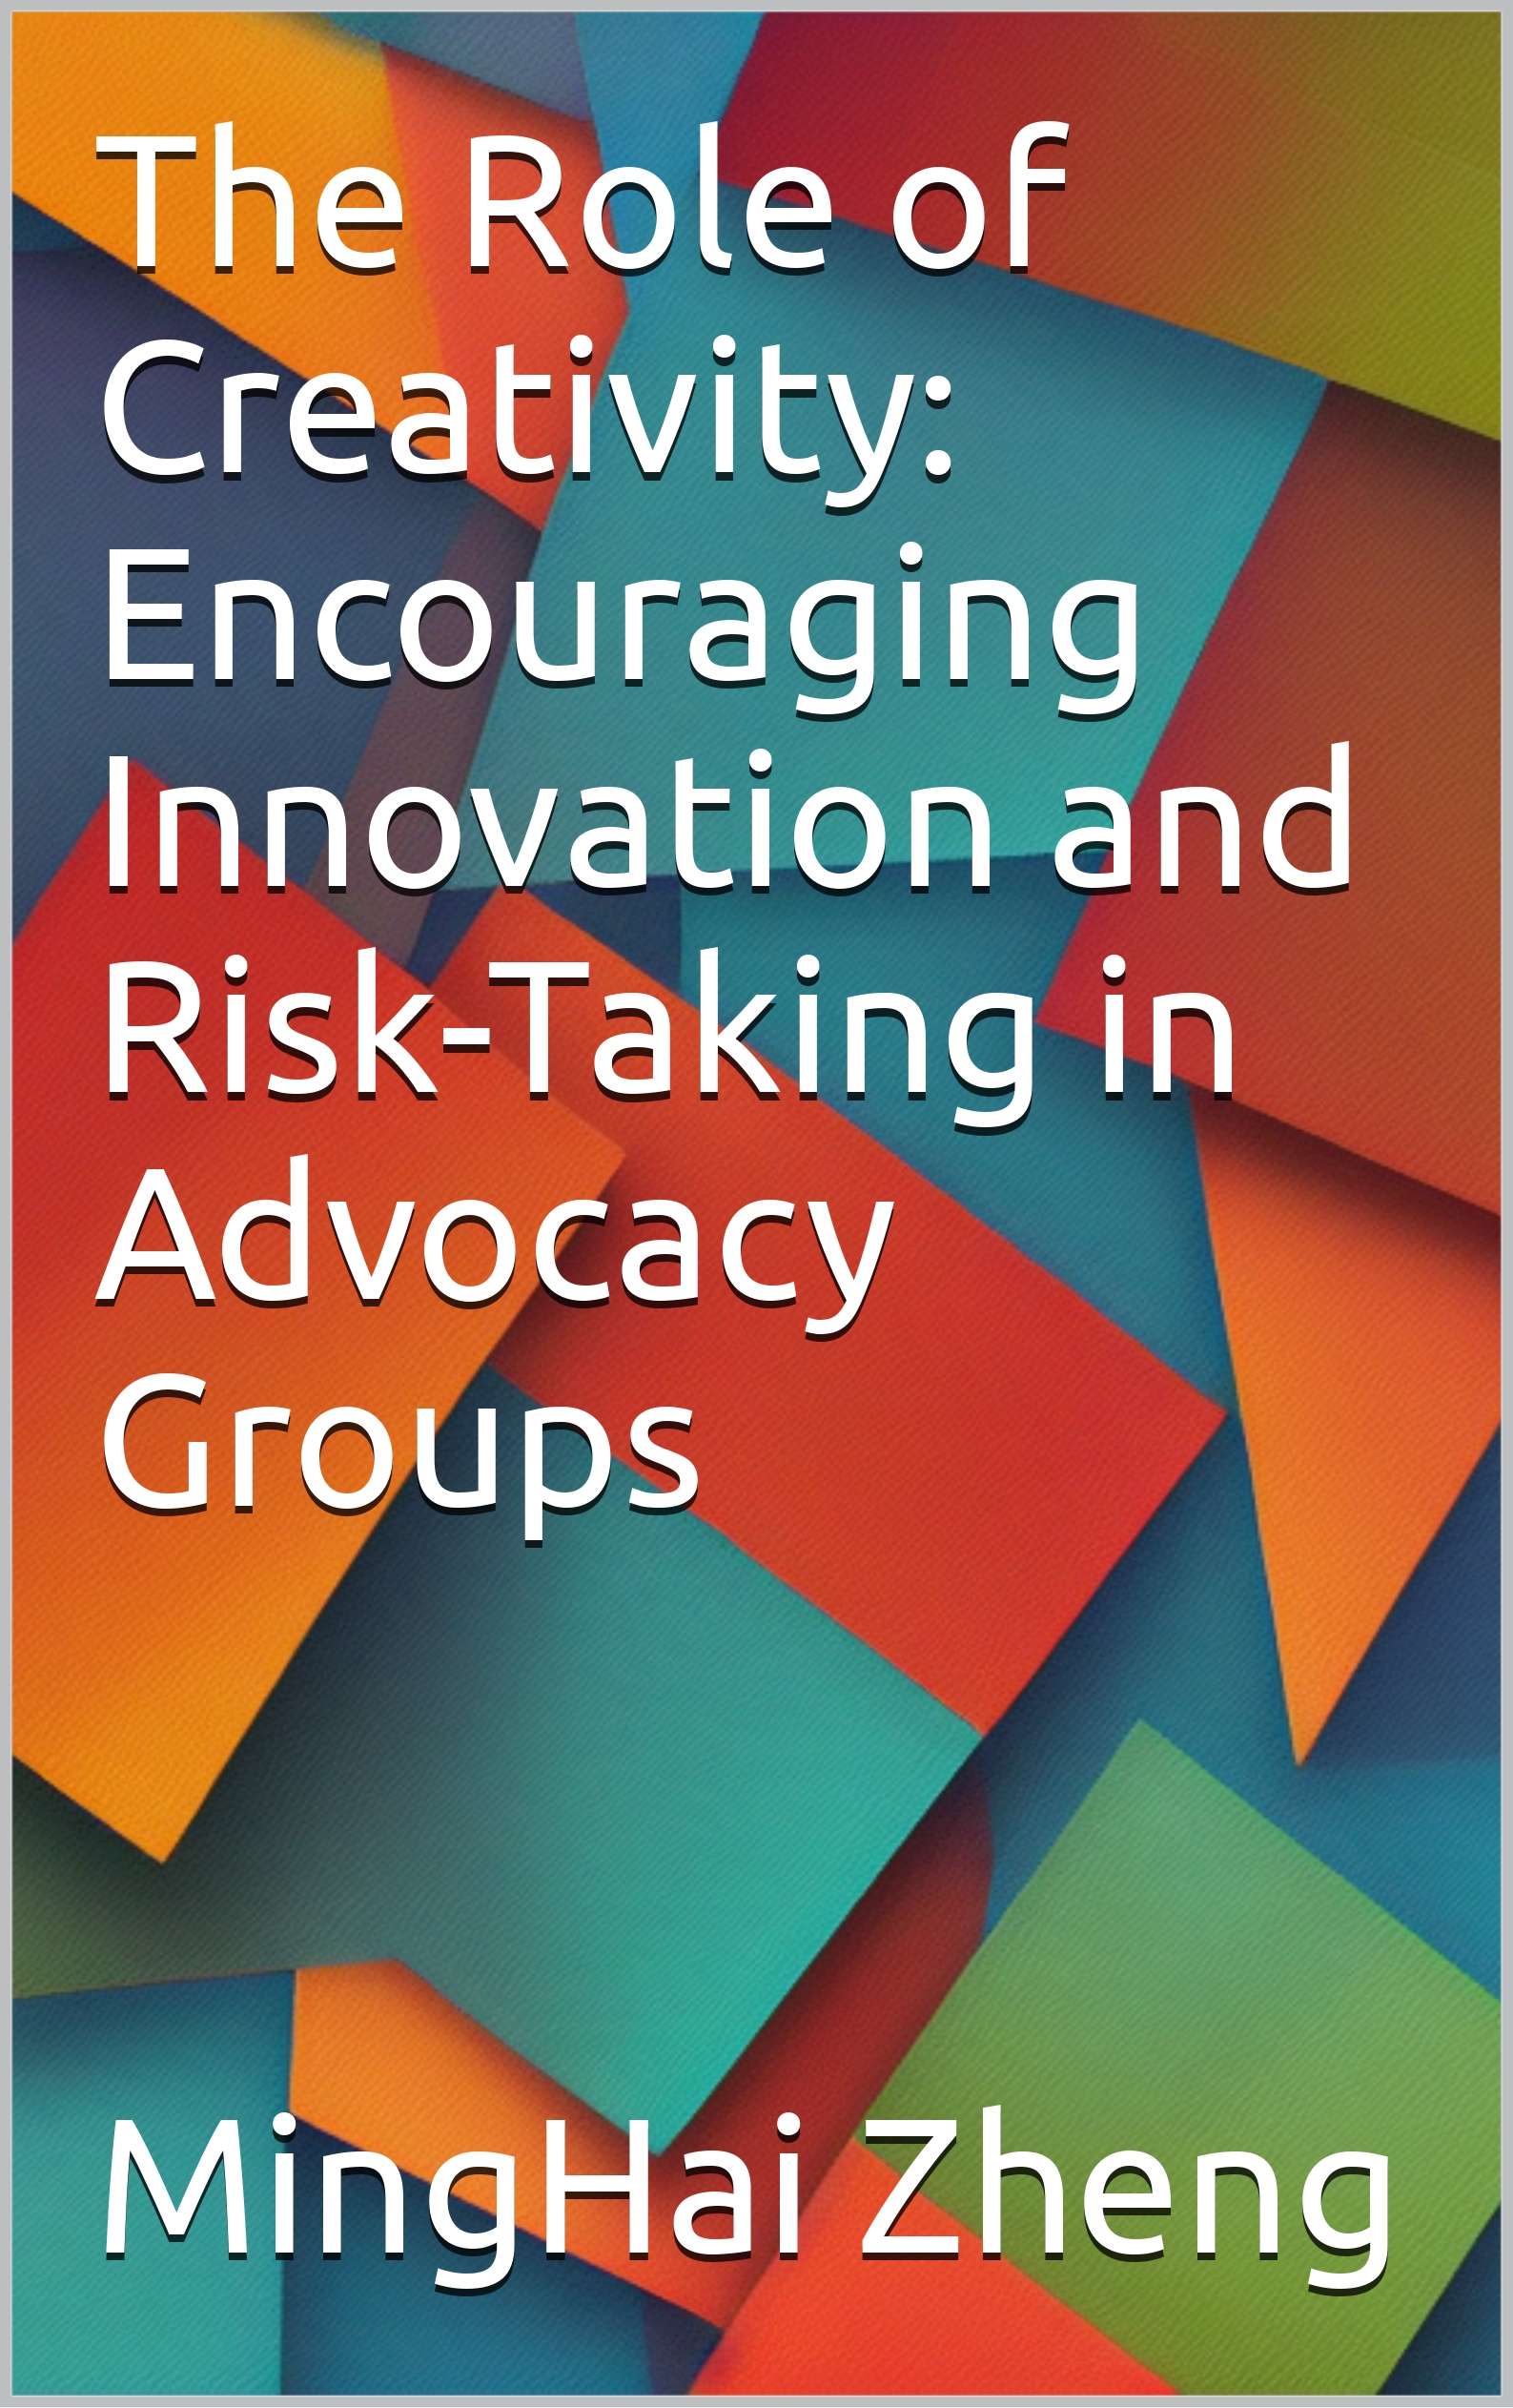 The Role of
Creativity:
Encouraging
Innovation and
Risk-Taking in
Advocacy
Groups
MingHai Zheng